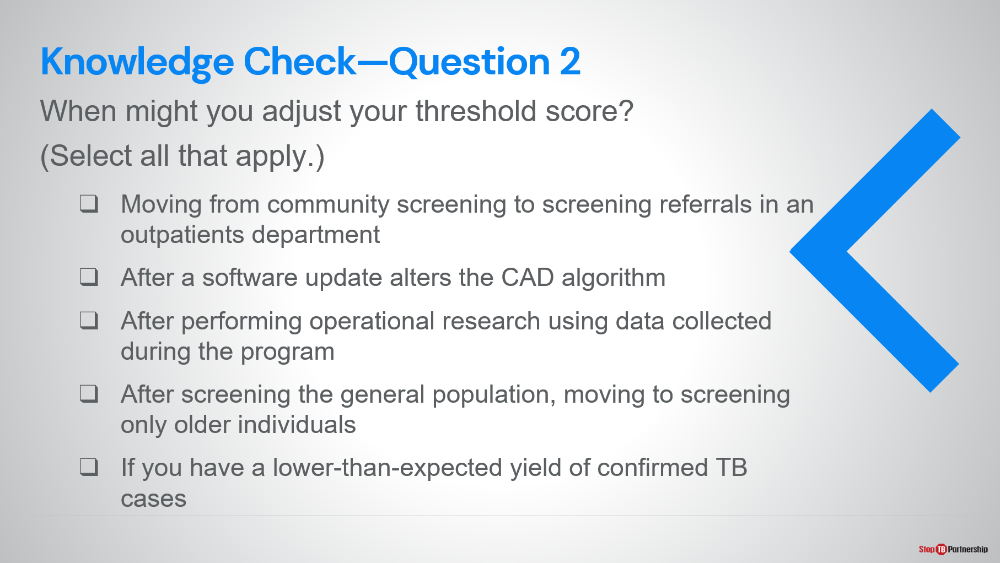 Knowledge Check—Question 2
When might you adjust your threshold score?
(Select all that apply.)
❑ Moving from community screening to screening referrals in an
outpatients department
❑ After a software update alters the CAD algorithm
❑ After performing operational research using data collected
during the program
❑ After screening the general population, moving to screening
only older individuals
❑ If you have a lower-than-expected yield of confirmed TB
cases
Stop TB Partnership